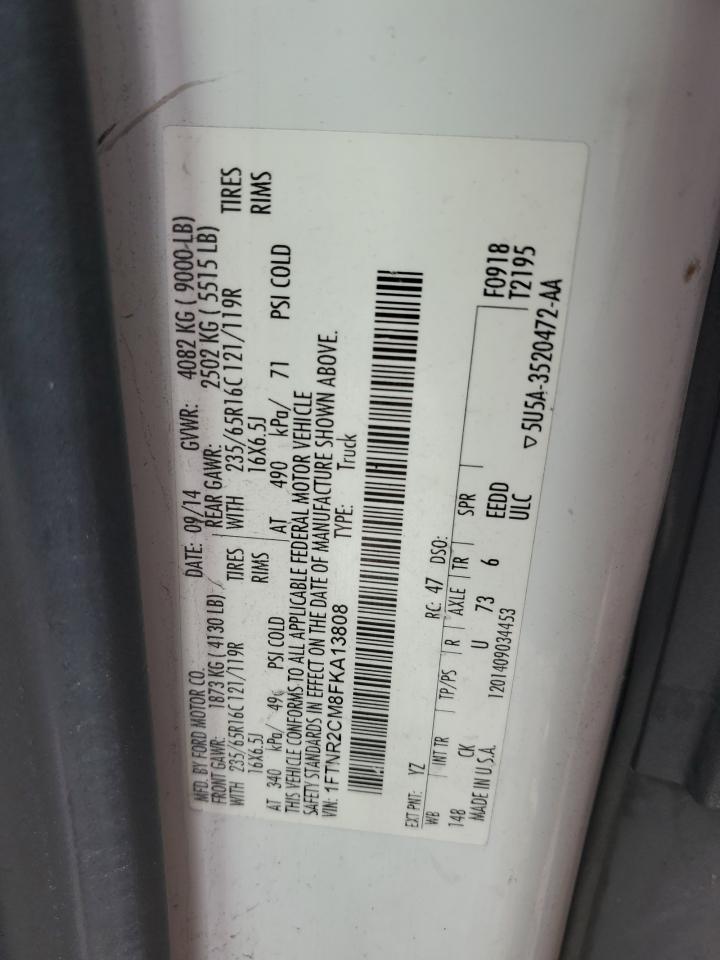 MFD. BY FORD MOTOR CO. DATE: 09/14 GVWR: 4082 KG ( 9000-LB)
FRONT GAWR: 1873 KG ( 4130 LB) REAR GAWR: 2502 KG ( 5515 LB)
WITH 235/65R16C 121/119R TIRES WITH 235/65R16C 121/119R TIRES
16X6.5J RIMS 16X6.5J RIMS
AT 340 kPa/ 49 PSI COLD AT 490 kPa/ 71 PSI COLD
THIS VEHICLE CONFORMS TO ALL APPLICABLE FEDERAL MOTOR VEHICLE
SAFETY STANDARDS IN EFFECT ON THE DATE OF MANUFACTURE SHOWN ABOVE.
VIN: 1FTNR2CM8FKA13808 TYPE: Truck
EXT PNT: YZ RC: 47 DSO:
WB INT TR TP/PS R AXLE TR SPR F0918
148 CK U 73 6 EEDD T2195
ULC
MADE IN U.S.A. 1201409034453 ▽5U5A-3520472-AA